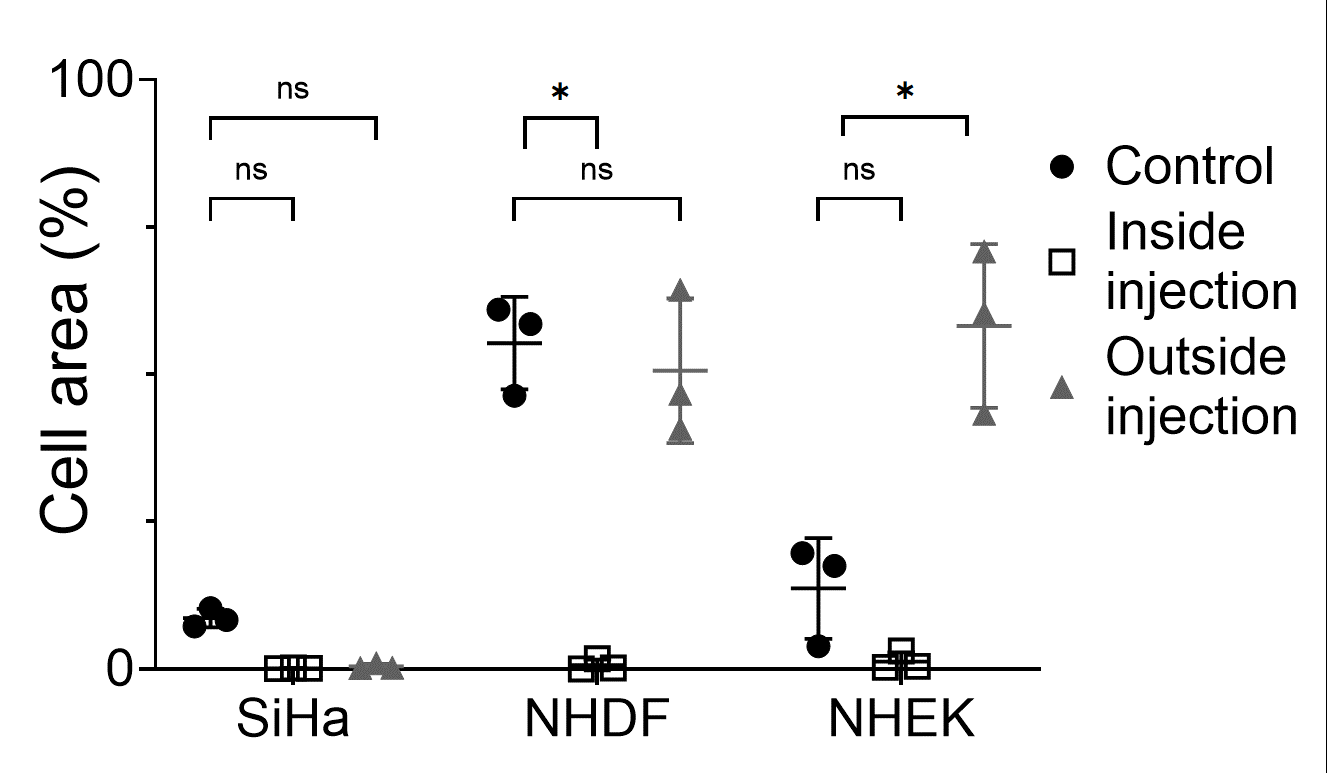 100
ns
*
*
ns
ns
ns
Control
Inside
injection
Outside
injection
Cell area (%)
0
SiHa
NHDF
NHEK